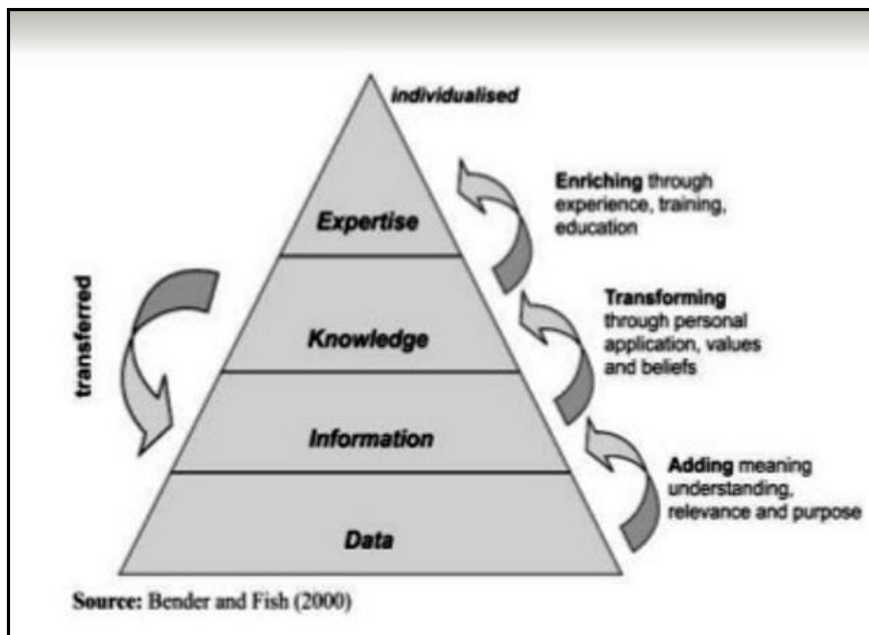 individualised
Enriching through
experience, training,
education
Expertise
transferred
Transforming
through personal
application, values
and beliefs
Knowledge
Information
Adding meaning
understanding,
relevance and purpose
Data
Source: Bender and Fish (2000)